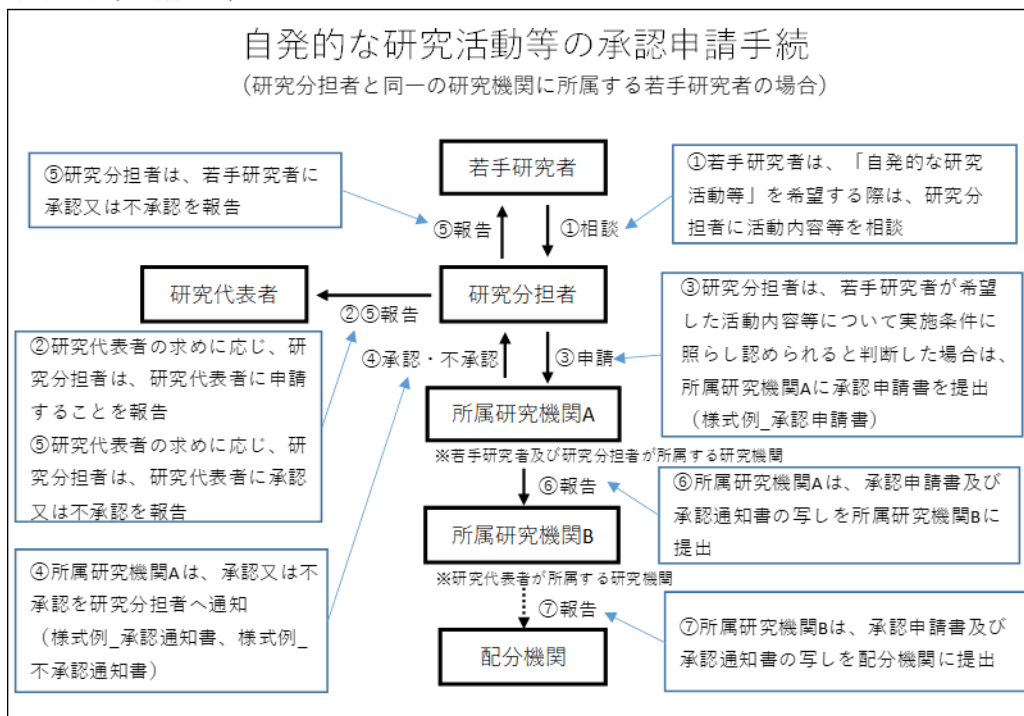 自発的な研究活動等の承認申請手続
（研究分担者と同一の研究機関に所属する若手研究者の場合）
若手研究者
⑤研究分担者は、若手研究者に
承認又は不承認を報告
①若手研究者は、「自発的な研究
活動等」を希望する際は、研究分
担者に活動内容等を相談
⑤報告
①相談
研究代表者
研究分担者
②⑤報告
③研究分担者は、若手研究者が希望
した活動内容等について実施条件に
照らし認められると判断した場合は、
所属研究機関Aに承認申請書を提出
（様式例_承認申請書）
②研究代表者の求めに応じ、研
究分担者は、研究代表者に申請
することを報告
⑤研究代表者の求めに応じ、研
究分担者は、研究代表者に承認
又は不承認を報告
④承認・不承認
③申請
所属研究機関A
※若手研究者及び研究分担者が所属する研究機関
⑥報告
⑥所属研究機関Aは、承認申請書及び
承認通知書の写しを所属研究機関Bに
提出
所属研究機関B
※研究代表者が所属する研究機関
④所属研究機関Aは、承認又は不
承認を研究分担者へ通知
（様式例_承認通知書、様式例_
不承認通知書）
⑦報告
⑦所属研究機関Bは、承認申請書及び
承認通知書の写しを配分機関に提出
配分機関